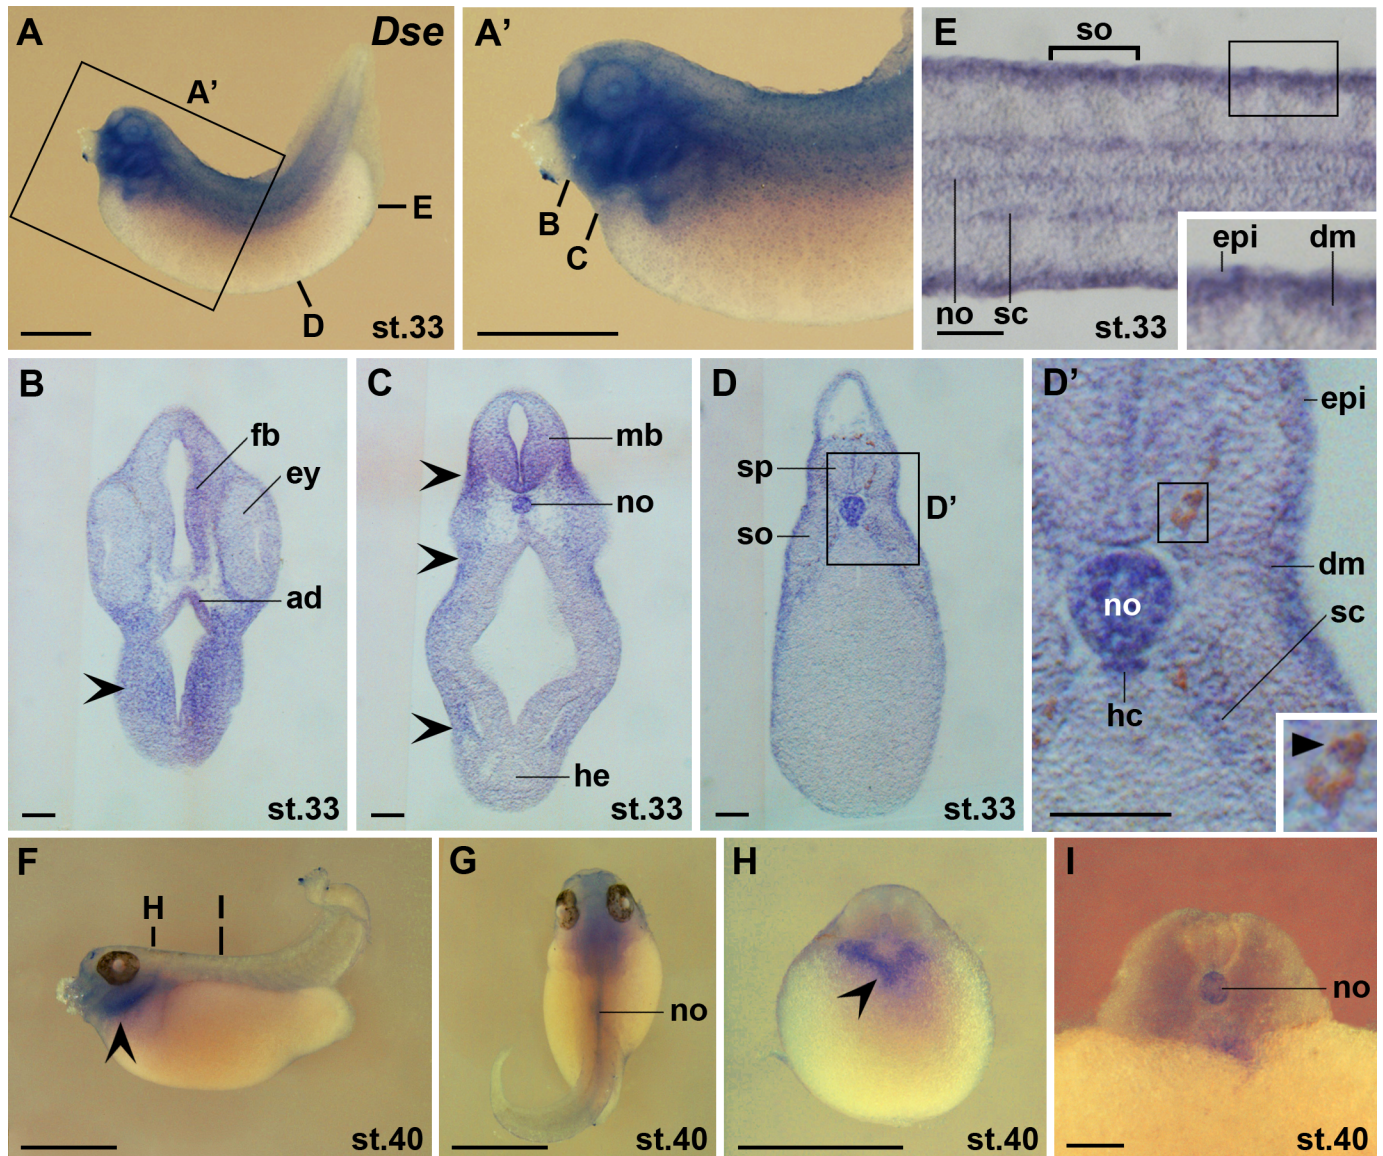 A Dse
A'
E
D
st.33
A'
B
C
E so
epi dm
no sc
st.33
B
fb
ey
ad
st.33
C
mb
no
he
st.33
D
sp
so
D'
st.33
D'
epi
dm
no
sc
hc
F
H I
st.40
G
no
st.40
H
st.40
I
no
st.40